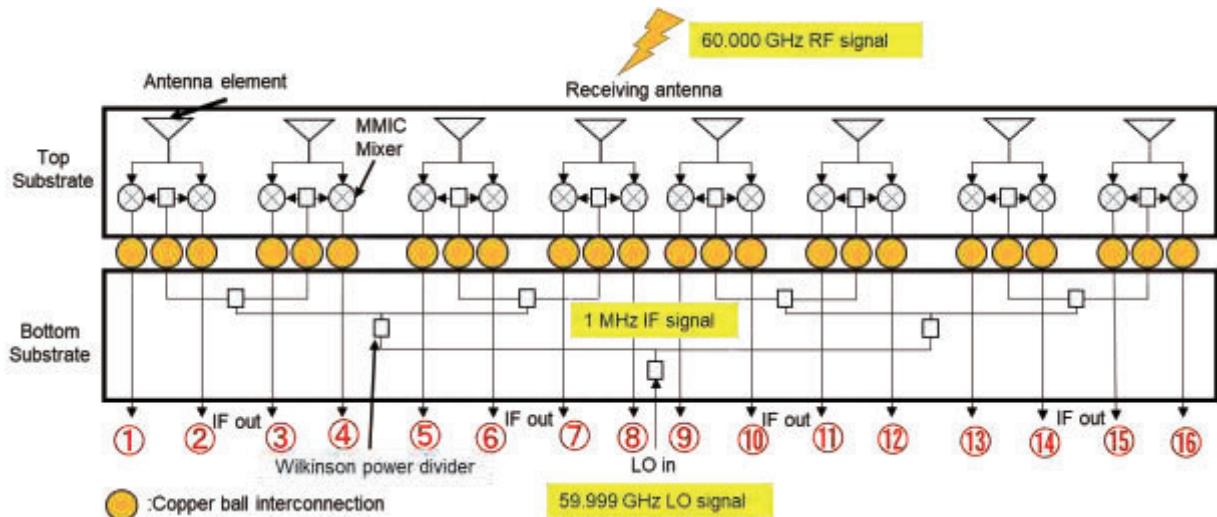 60.000 GHz RF signal
Antenna element
Receiving antenna
MMIC
Mixer
Top
Substrate
1 MHz IF signal
Bottom
Substrate
IF out
IF out
IF out
IF out
① ② ③ ④ ⑤ ⑥ ⑦ ⑧ ⑨ ⑩ ⑪ ⑫ ⑬ ⑭ ⑮ ⑯
Wilkinson power divider
LO in
:Copper ball interconnection
59.999 GHz LO signal